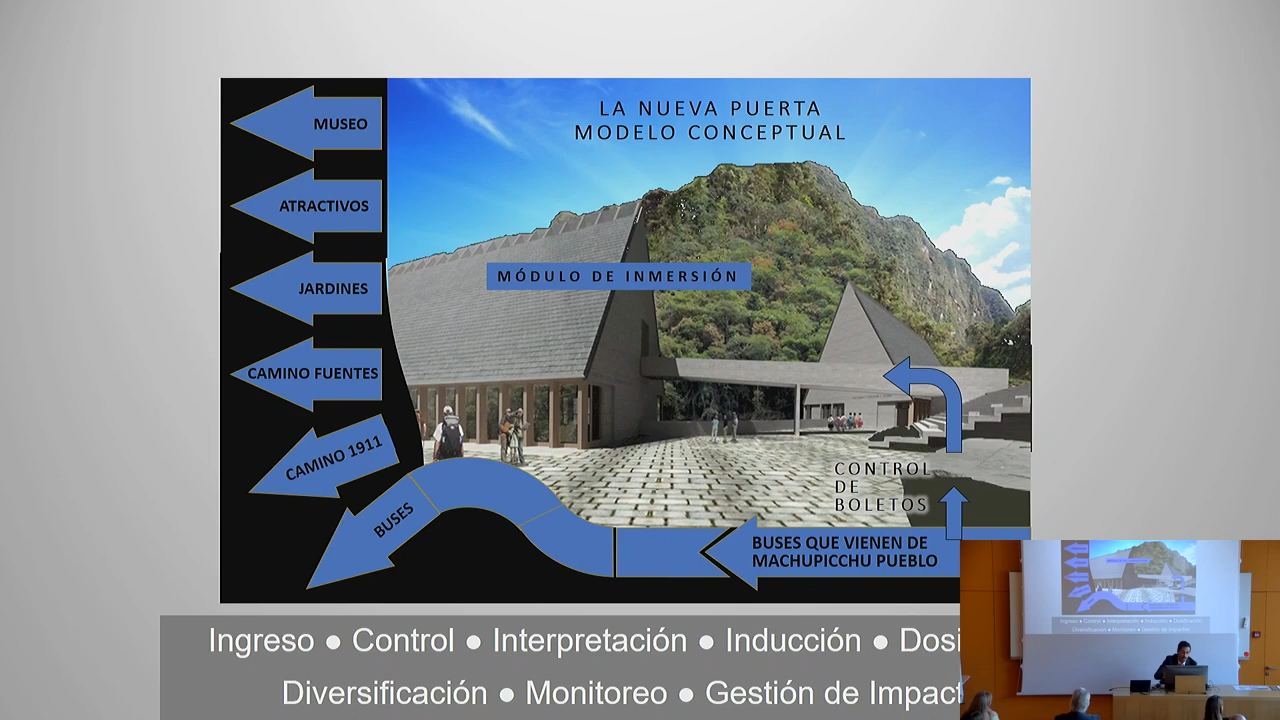 LA NUEVA PUERTA
MODELO CONCEPTUAL
MUSEO
ATRACTIVOS
JARDINES
CAMINO FUENTES
CAMINO 1911
BUSES
MÓDULO DE INMERSIÓN
CONTROL
DE
BOLETOS
BUSES QUE VIENEN DE
MACHUPICCHU PUEBLO
Ingreso ● Control ● Interpretación ● Inducción ● Dosi
Diversificación ● Monitoreo ● Gestión de Impact